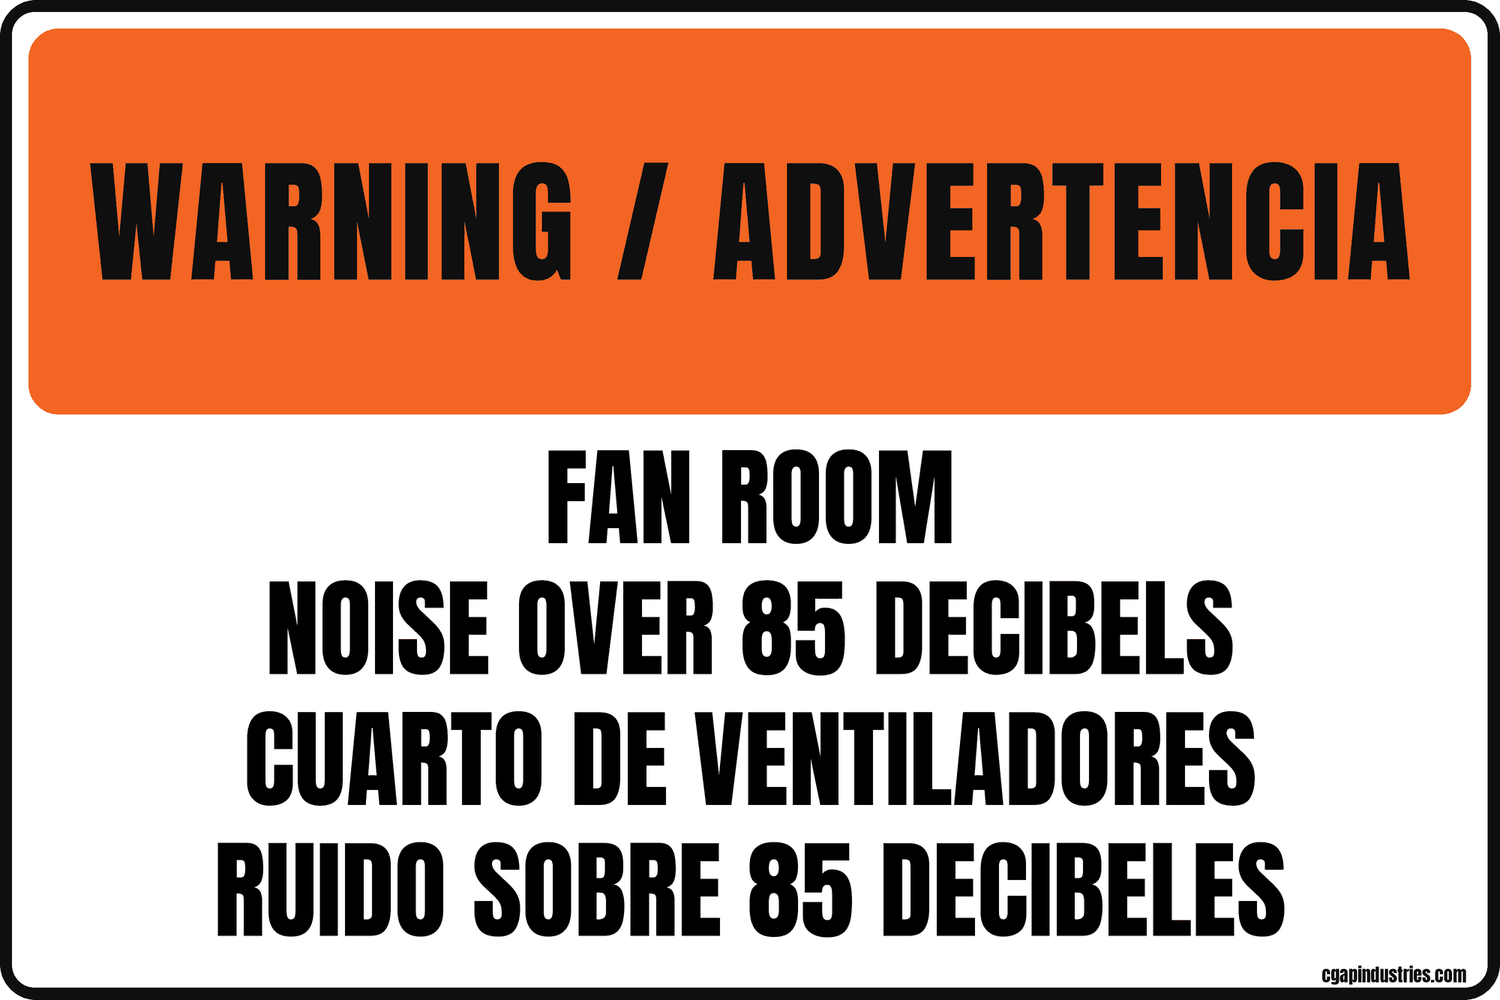 WARNING / ADVERTENCIA
FAN ROOM
NOISE OVER 85 DECIBELS
CUARTO DE VENTILADORES
RUIDO SOBRE 85 DECIBELES
cgapindustries.com